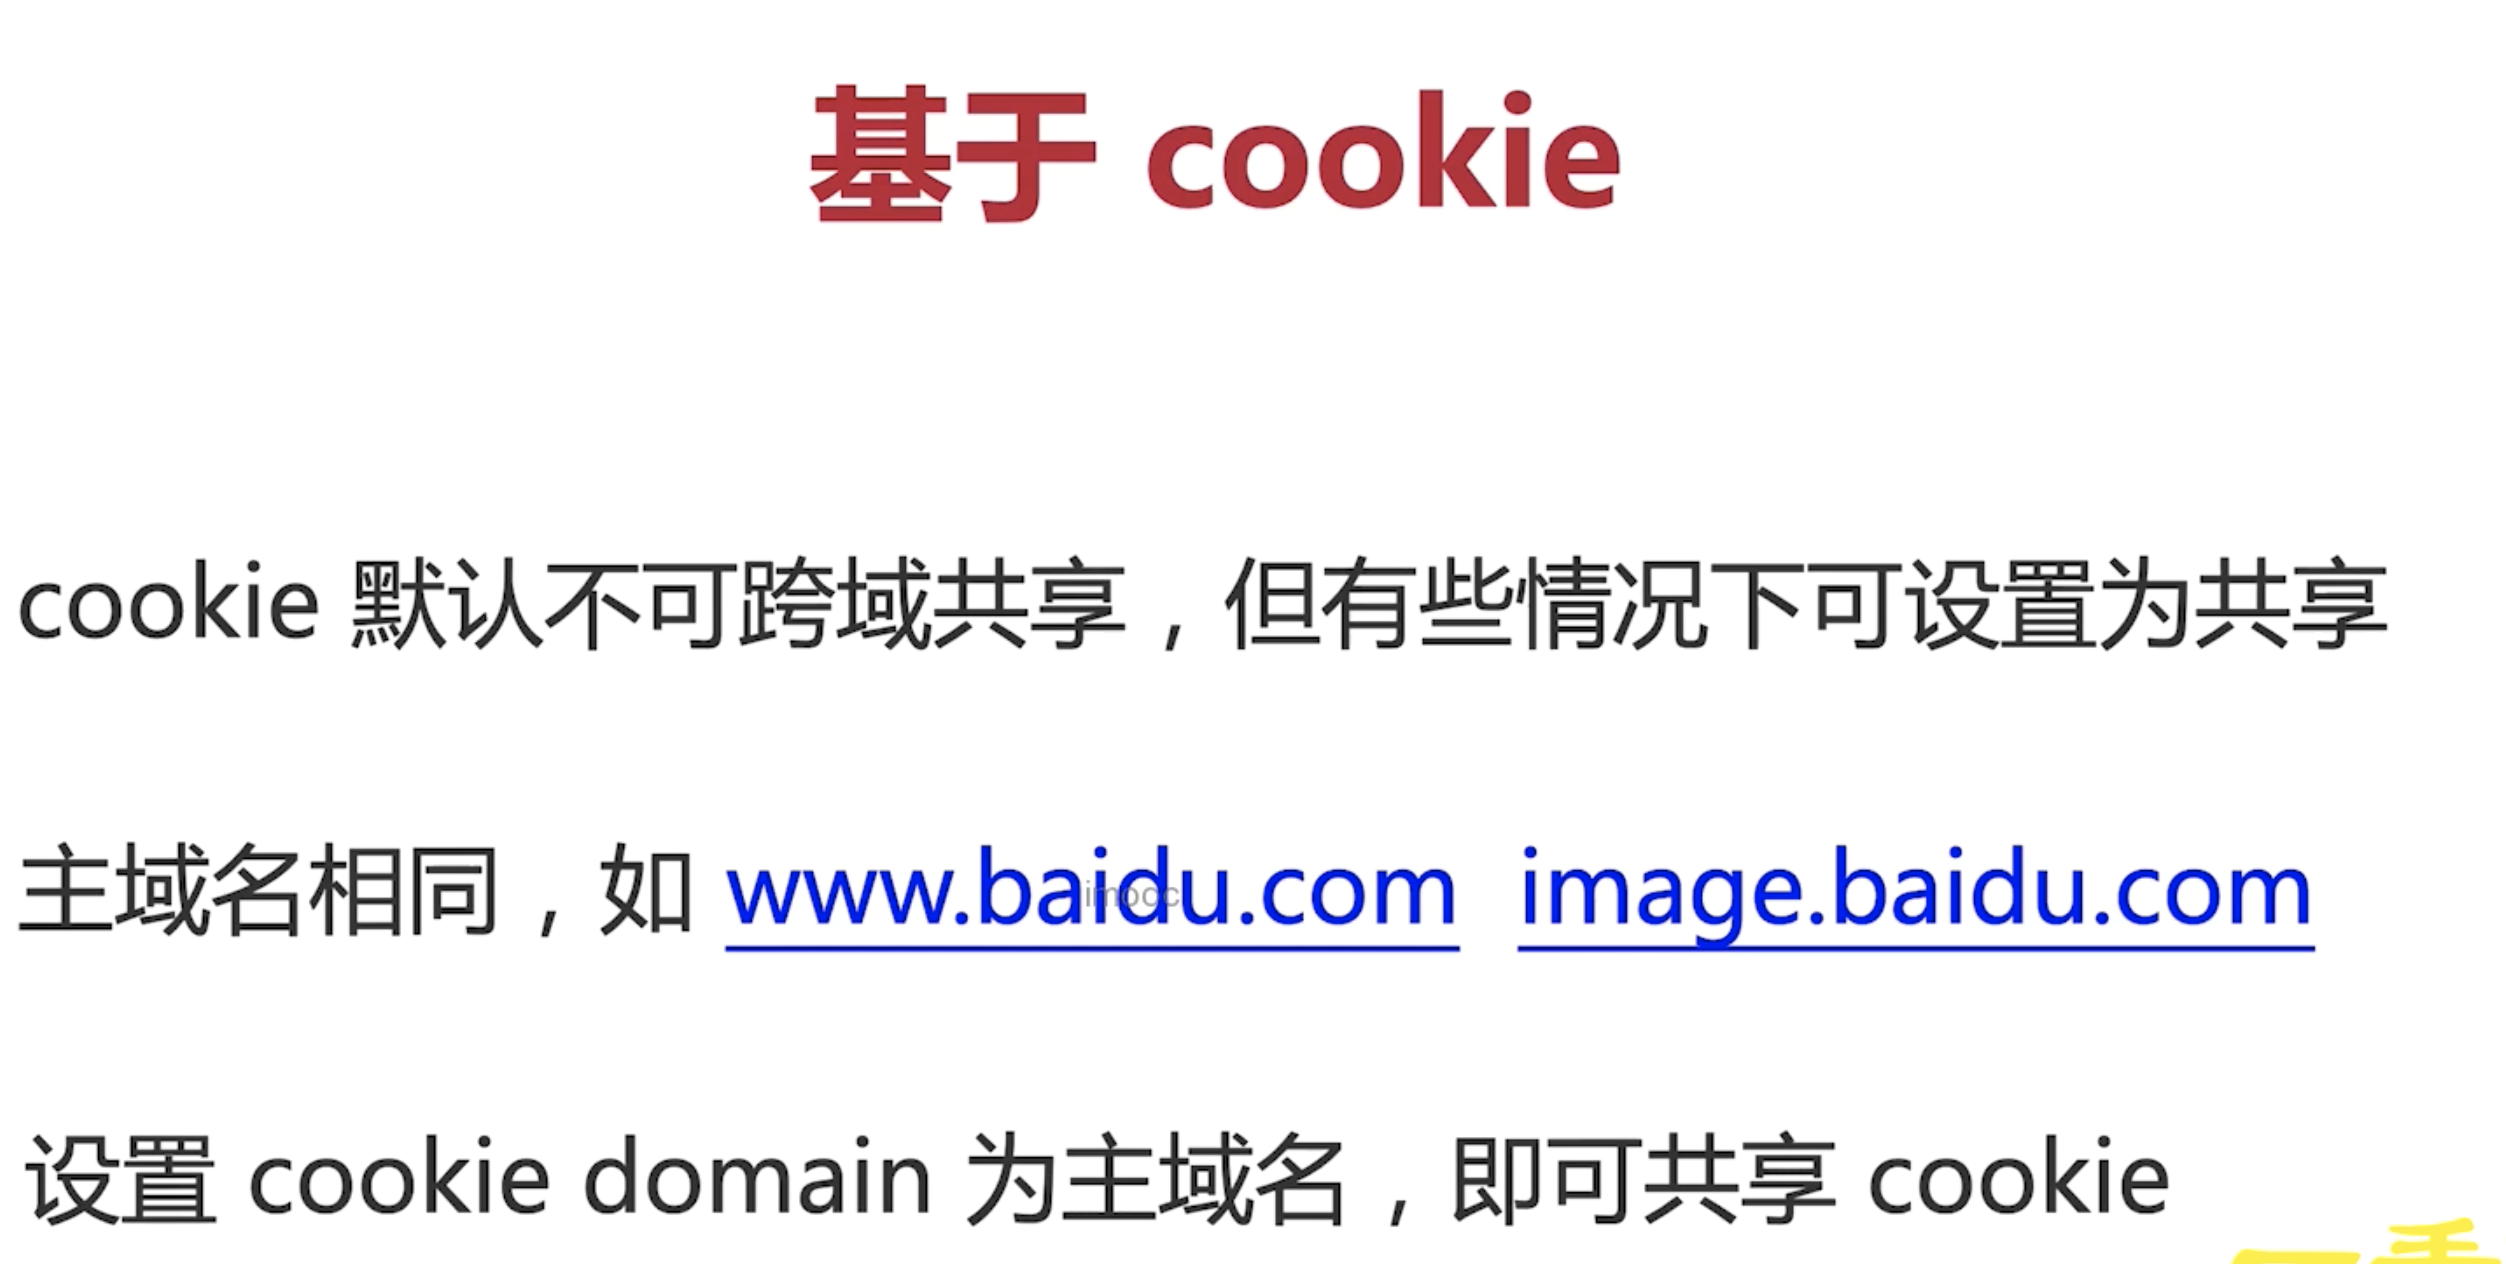 基于 cookie
cookie 默认不可跨域共享，但有些情况下可设置为共享
主域名相同，如 www.baidu.com image.baidu.com
imooc
设置 cookie domain 为主域名，即可共享 cookie